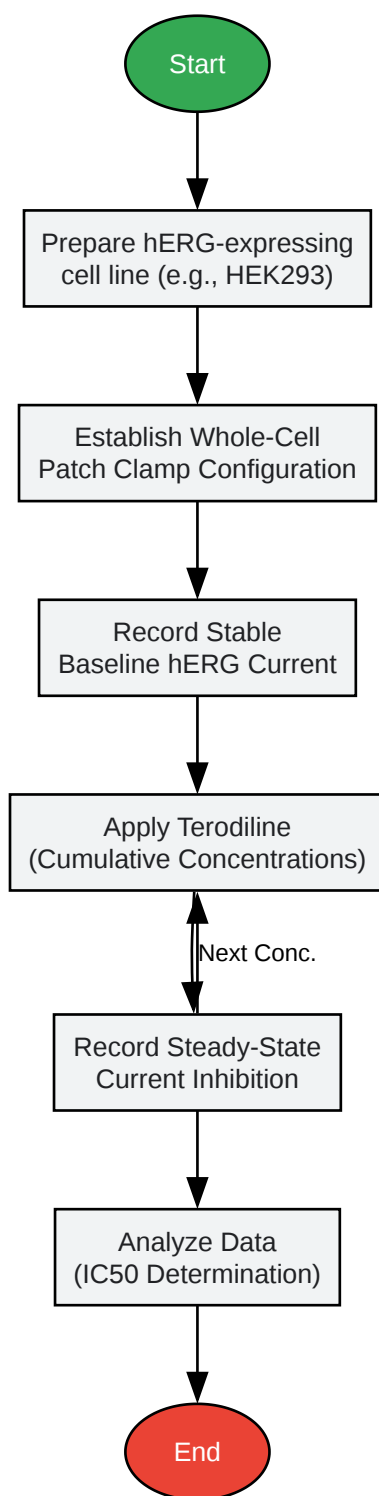 Start
Prepare hERG-expressing
cell line (e.g., HEK293)
Establish Whole-Cell
Patch Clamp Configuration
Record Stable
Baseline hERG Current
Apply Terodiline
(Cumulative Concentrations)
Next Conc.
Record Steady-State
Current Inhibition
Analyze Data
(IC50 Determination)
End